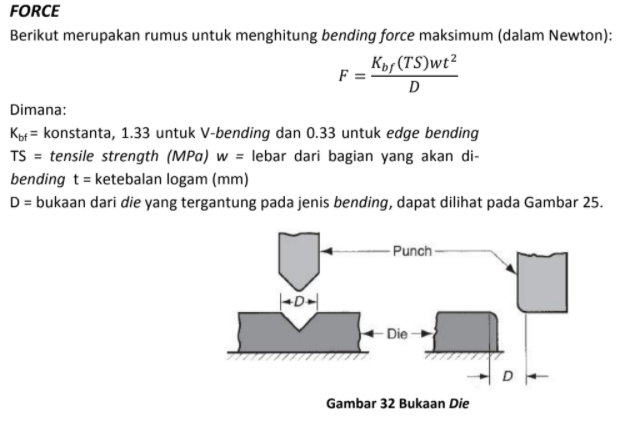 FORCE
Berikut merupakan rumus untuk menghitung bending force maksimum (dalam Newton):
F = K_bf(TS)wt² / D
Dimana:
K_bf = konstanta, 1.33 untuk V-bending dan 0.33 untuk edge bending
TS = tensile strength (MPa) w = lebar dari bagian yang akan di-
bending t = ketebalan logam (mm)
D = bukaan dari die yang tergantung pada jenis bending, dapat dilihat pada Gambar 25.
Punch
D
Die
D
Gambar 32 Bukaan Die